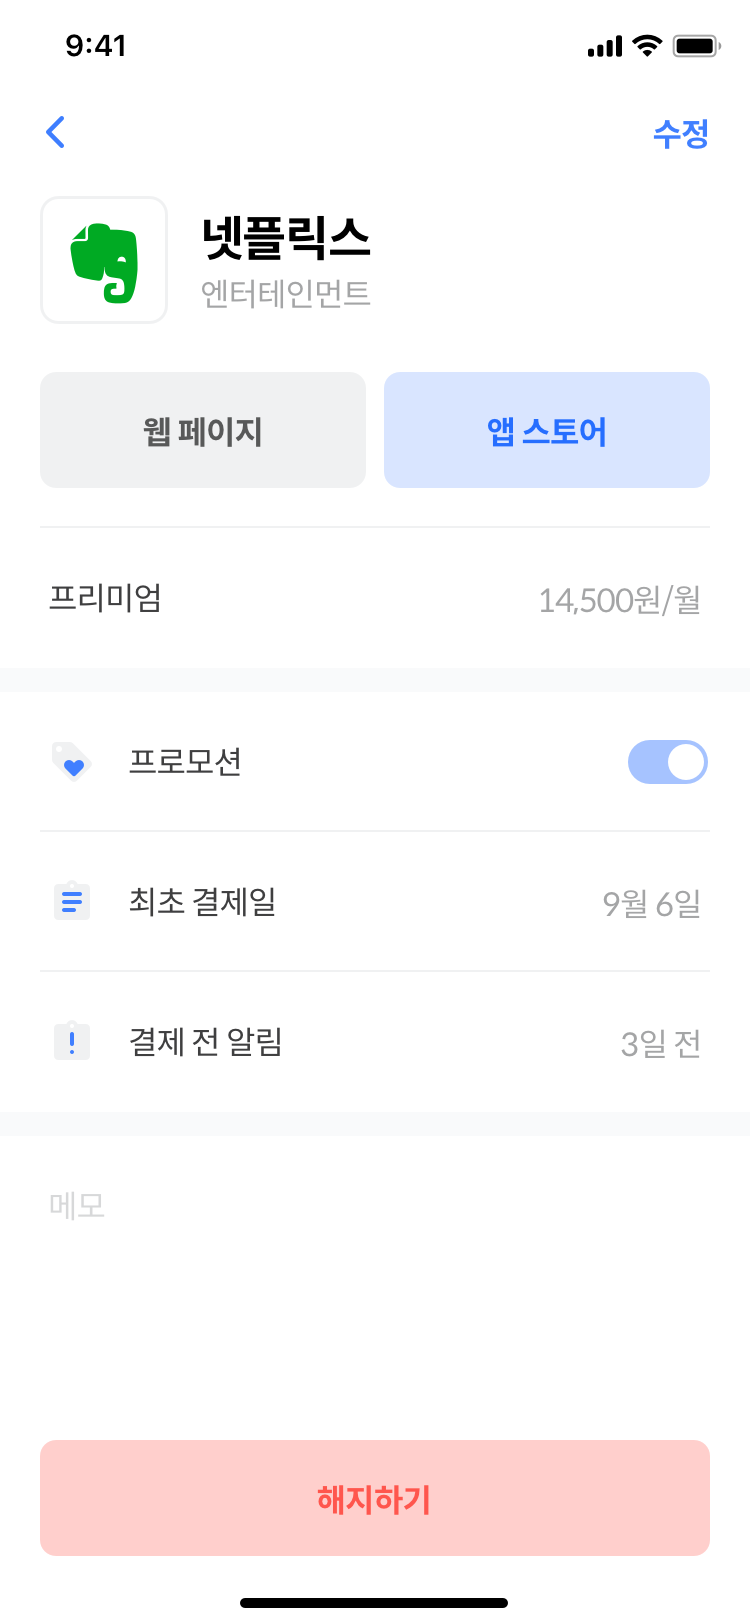 9:41
수정
넷플릭스
엔터테인먼트
웹 페이지
앱 스토어
프리미엄
14,500원/월
프로모션
최초 결제일
9월 6일
결제 전 알림
3일 전
메모
해지하기